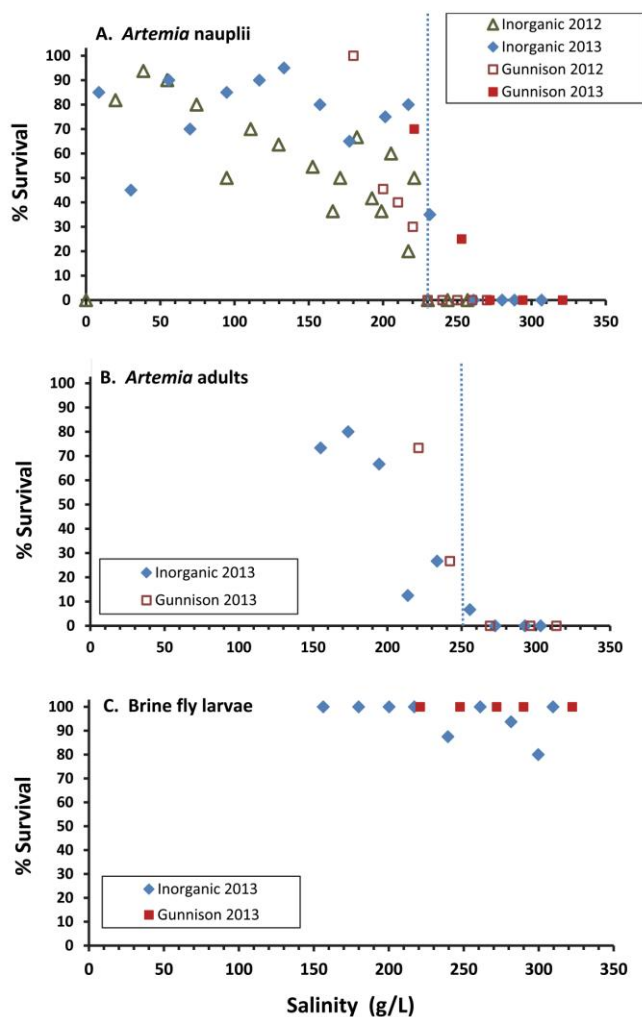 A. Artemia nauplii
Inorganic 2012
Inorganic 2013
Gunnison 2012
Gunnison 2013
% Survival
100
90
80
70
60
50
40
30
20
10
0
0 50 100 150 200 250 300 350
B. Artemia adults
% Survival
100
90
80
70
60
50
40
30
20
10
0
Inorganic 2013
Gunnison 2013
0 50 100 150 200 250 300 350
C. Brine fly larvae
% Survival
100
90
80
70
60
50
40
30
20
10
0
Inorganic 2013
Gunnison 2013
0 50 100 150 200 250 300 350
Salinity (g/L)